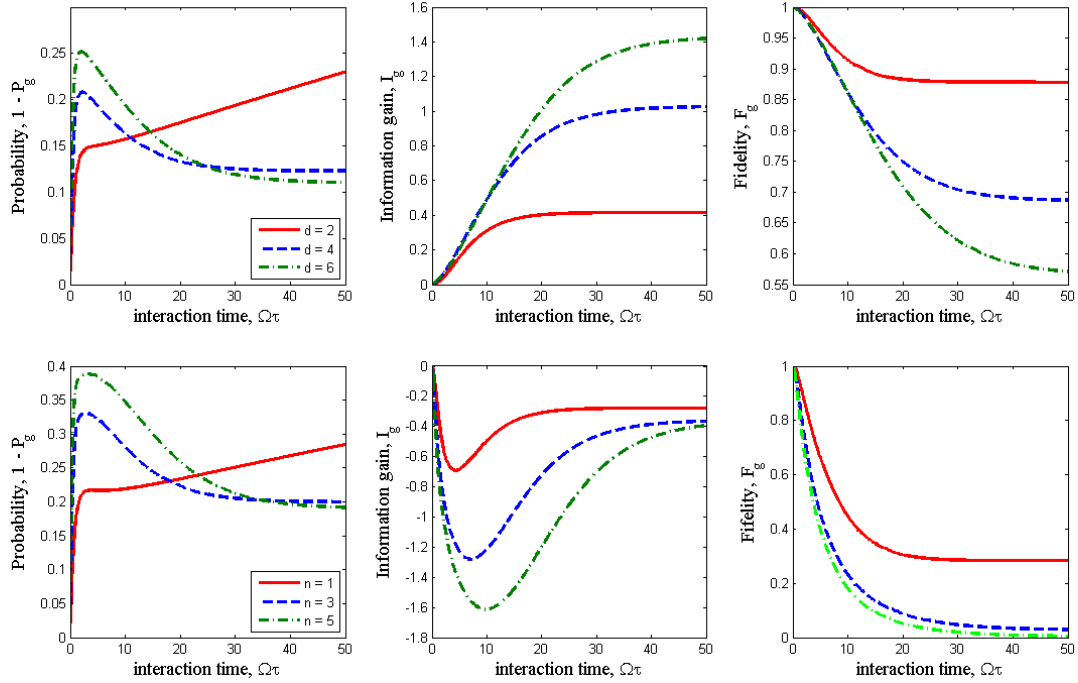 Probability, 1 - Pg
0.25
0.2
0.15
0.1
0.05
0
d = 2
d = 4
d = 6
0 10 20 30 40 50
interaction time, Ωτ
Information gain, Ig
1.6
1.4
1.2
1
0.8
0.6
0.4
0.2
0
0 10 20 30 40 50
interaction time, Ωτ
Fidelity, Fg
1
0.95
0.9
0.85
0.8
0.75
0.7
0.65
0.6
0.55
0 10 20 30 40 50
interaction time, Ωτ
Probability, 1 - Pg
0.4
0.35
0.3
0.25
0.2
0.15
0.1
0.05
0
n = 1
n = 3
n = 5
0 10 20 30 40 50
interaction time, Ωτ
Information gain, Ig
0
-0.2
-0.4
-0.6
-0.8
-1
-1.2
-1.4
-1.6
-1.8
0 10 20 30 40 50
interaction time, Ωτ
Fifelity, Fg
1
0.8
0.6
0.4
0.2
0
0 10 20 30 40 50
interaction time, Ωτ